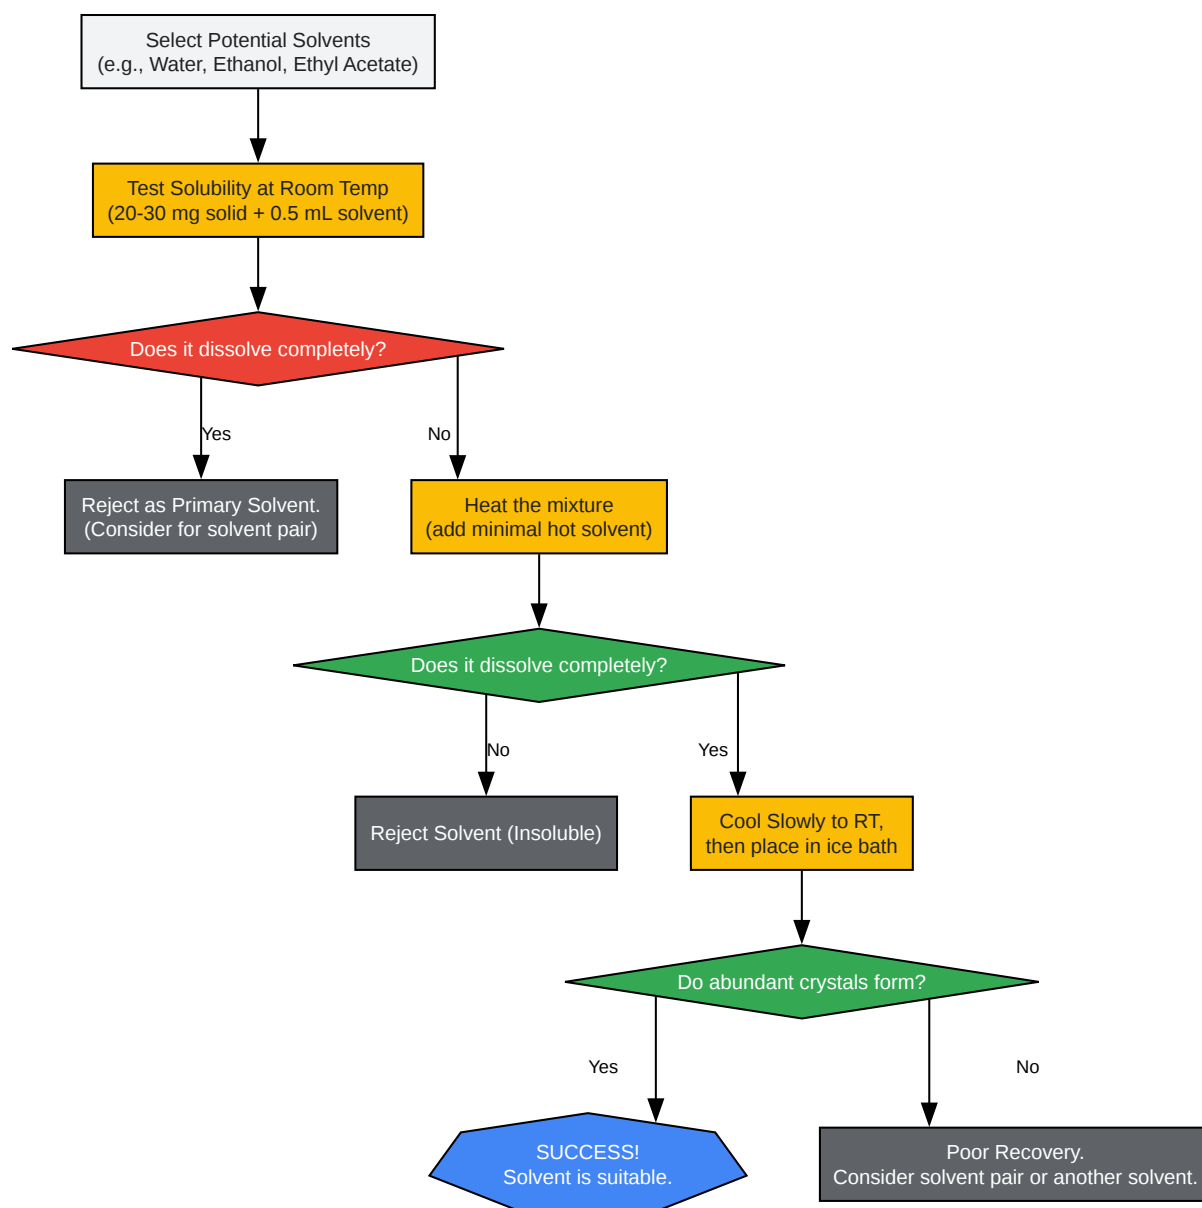 Select Potential Solvents
(e.g., Water, Ethanol, Ethyl Acetate)
Test Solubility at Room Temp
(20-30 mg solid + 0.5 mL solvent)
Does it dissolve completely?
Yes
No
Reject as Primary Solvent.
(Consider for solvent pair)
Heat the mixture
(add minimal hot solvent)
Does it dissolve completely?
No
Yes
Reject Solvent (Insoluble)
Cool Slowly to RT,
then place in ice bath
Do abundant crystals form?
Yes
No
SUCCESS!
Solvent is suitable.
Poor Recovery.
Consider solvent pair or another solvent.